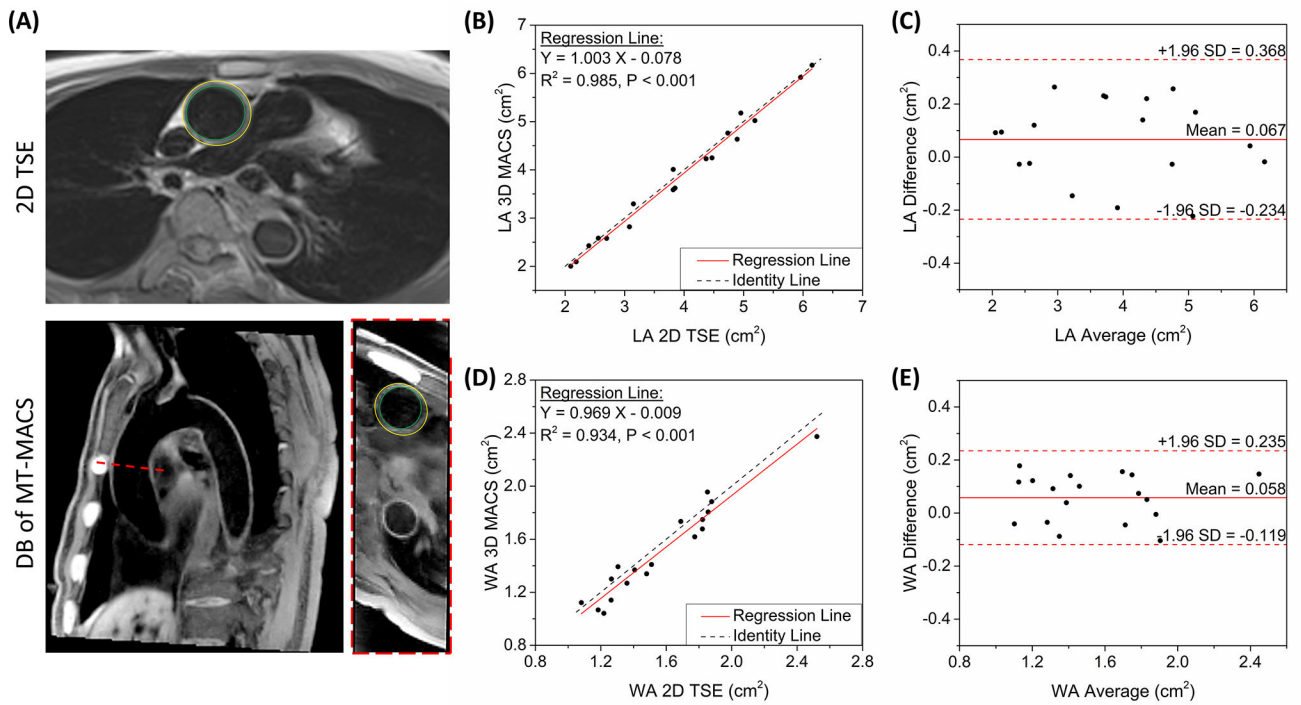 (A)
2D TSE
DB of MT-MACS
(B)
Regression Line:
Y = 1.003 X - 0.078
R² = 0.985, P < 0.001
7
6
5
4
3
2
2
3
4
5
6
7
LA 3D MACS (cm²)
LA 2D TSE (cm²)
Regression Line
Identity Line
(C)
+1.96 SD = 0.368
Mean = 0.067
-1.96 SD = -0.234
0.4
0.2
0.0
-0.2
-0.4
2
3
4
5
6
LA Difference (cm²)
LA Average (cm²)
(D)
Regression Line:
Y = 0.969 X - 0.009
R² = 0.934, P < 0.001
2.8
2.4
2.0
1.6
1.2
0.8
0.8
1.2
1.6
2.0
2.4
2.8
WA 3D MACS (cm²)
WA 2D TSE (cm²)
Regression Line
Identity Line
(E)
+1.96 SD = 0.235
Mean = 0.058
-1.96 SD = -0.119
0.4
0.2
0.0
-0.2
-0.4
0.8
1.2
1.6
2.0
2.4
WA Difference (cm²)
WA Average (cm²)